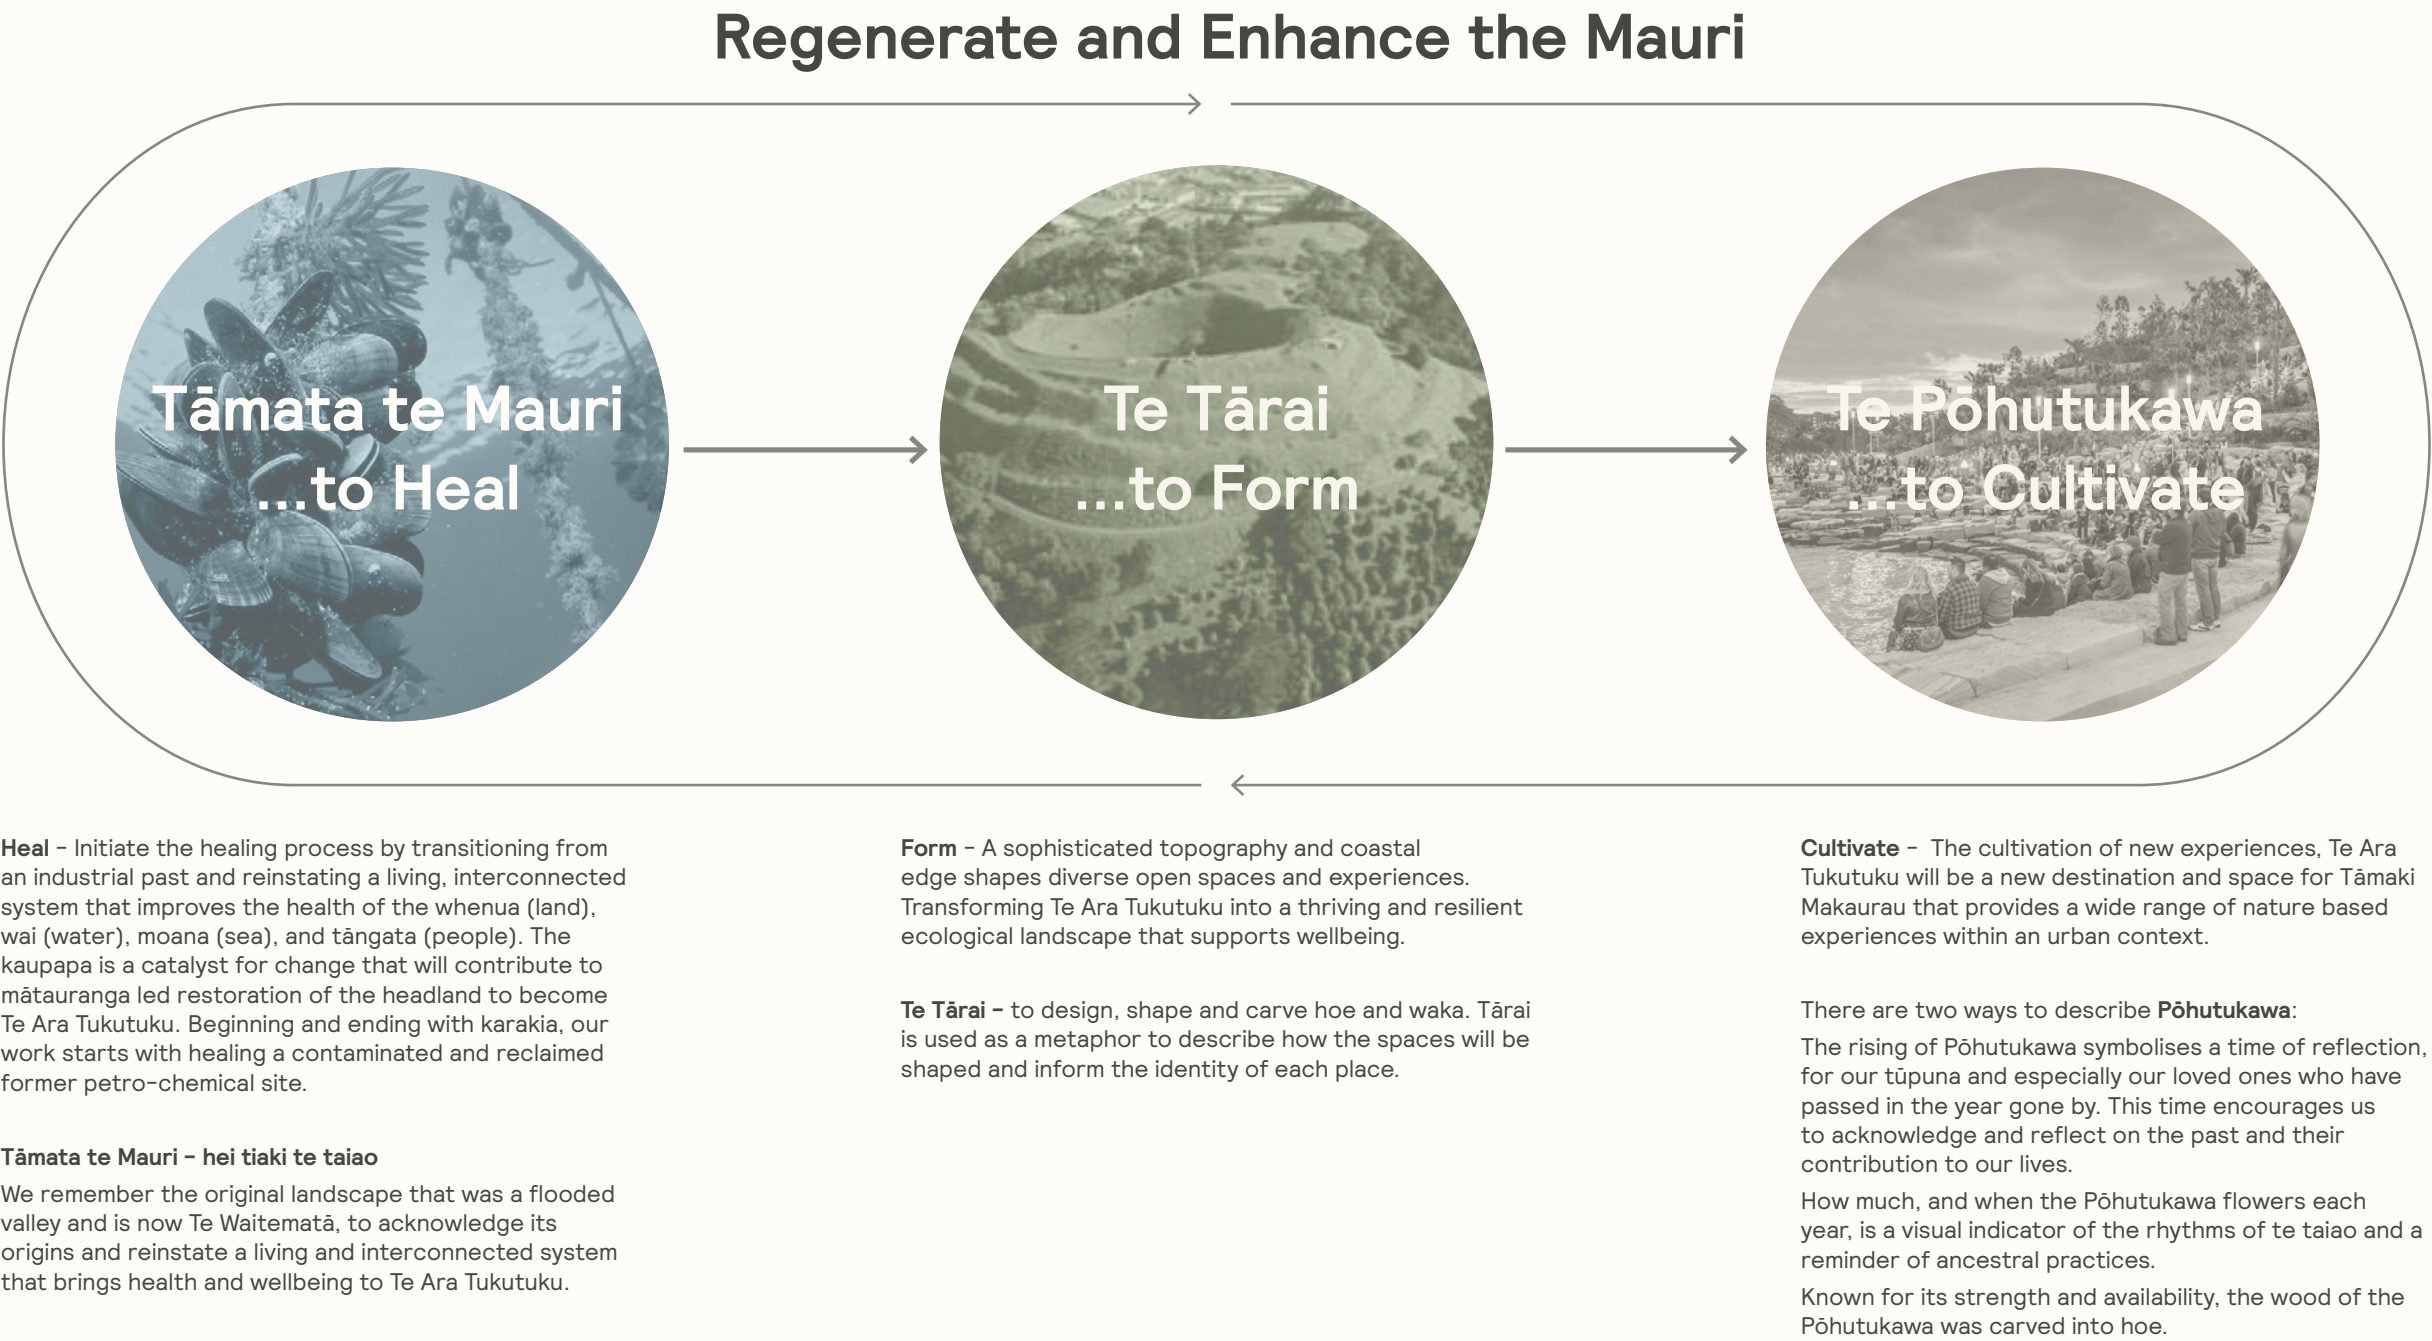 Regenerate and Enhance the Mauri
Tāmata te Mauri
...to Heal
Te Tārai
...to Form
Te Pōhutukawa
...to Cultivate
Heal – Initiate the healing process by transitioning from
an industrial past and reinstating a living, interconnected
system that improves the health of the whenua (land),
wai (water), moana (sea), and tāngata (people). The
kaupapa is a catalyst for change that will contribute to
mātauranga led restoration of the headland to become
Te Ara Tukutuku. Beginning and ending with karakia, our
work starts with healing a contaminated and reclaimed
former petro-chemical site.
Tāmata te Mauri – hei tiaki te taiao
We remember the original landscape that was a flooded
valley and is now Te Waitematā, to acknowledge its
origins and reinstate a living and interconnected system
that brings health and wellbeing to Te Ara Tukutuku.
Form – A sophisticated topography and coastal
edge shapes diverse open spaces and experiences.
Transforming Te Ara Tukutuku into a thriving and resilient
ecological landscape that supports wellbeing.
Te Tārai – to design, shape and carve hoe and waka. Tārai
is used as a metaphor to describe how the spaces will be
shaped and inform the identity of each place.
Cultivate – The cultivation of new experiences, Te Ara
Tukutuku will be a new destination and space for Tāmaki
Makaurau that provides a wide range of nature based
experiences within an urban context.
There are two ways to describe Pōhutukawa:
The rising of Pōhutukawa symbolises a time of reflection,
for our tūpuna and especially our loved ones who have
passed in the year gone by. This time encourages us
to acknowledge and reflect on the past and their
contribution to our lives.
How much, and when the Pōhutukawa flowers each
year, is a visual indicator of the rhythms of te taiao and a
reminder of ancestral practices.
Known for its strength and availability, the wood of the
Pōhutukawa was carved into hoe.